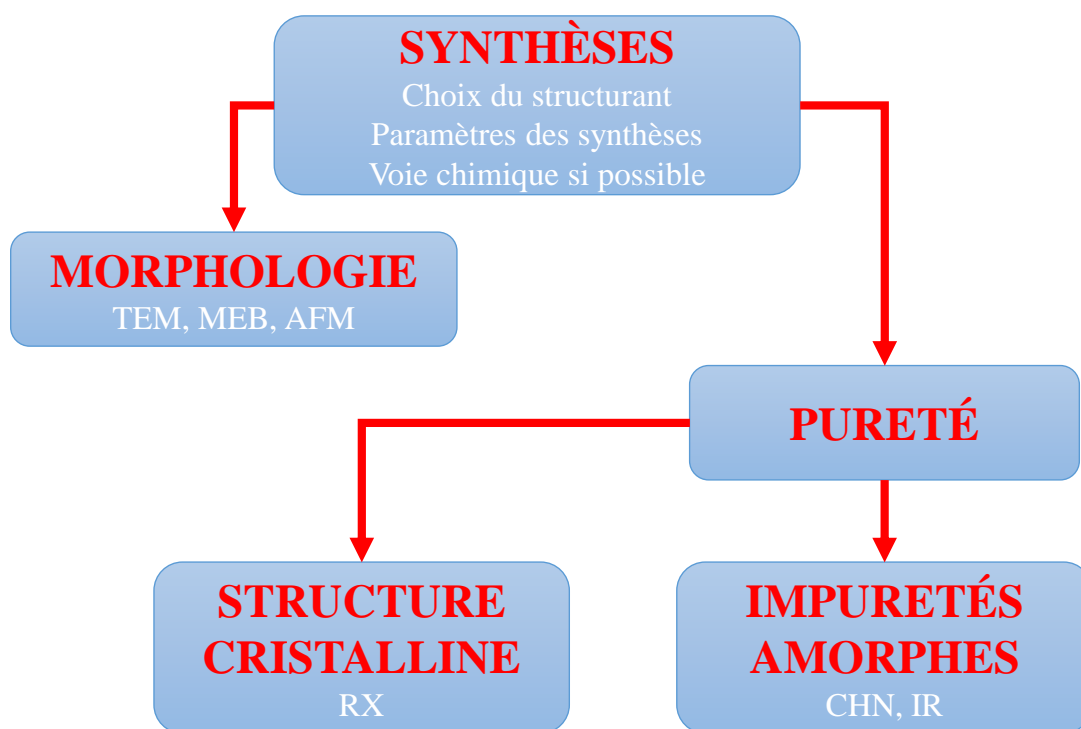 SYNTHÈSES
Choix du structurant
Paramètres des synthèses
Voie chimique si possible
MORPHOLOGIE
TEM, MEB, AFM
PURETÉ
STRUCTURE
CRISTALLINE
RX
IMPURETÉS
AMORPHES
CHN, IR